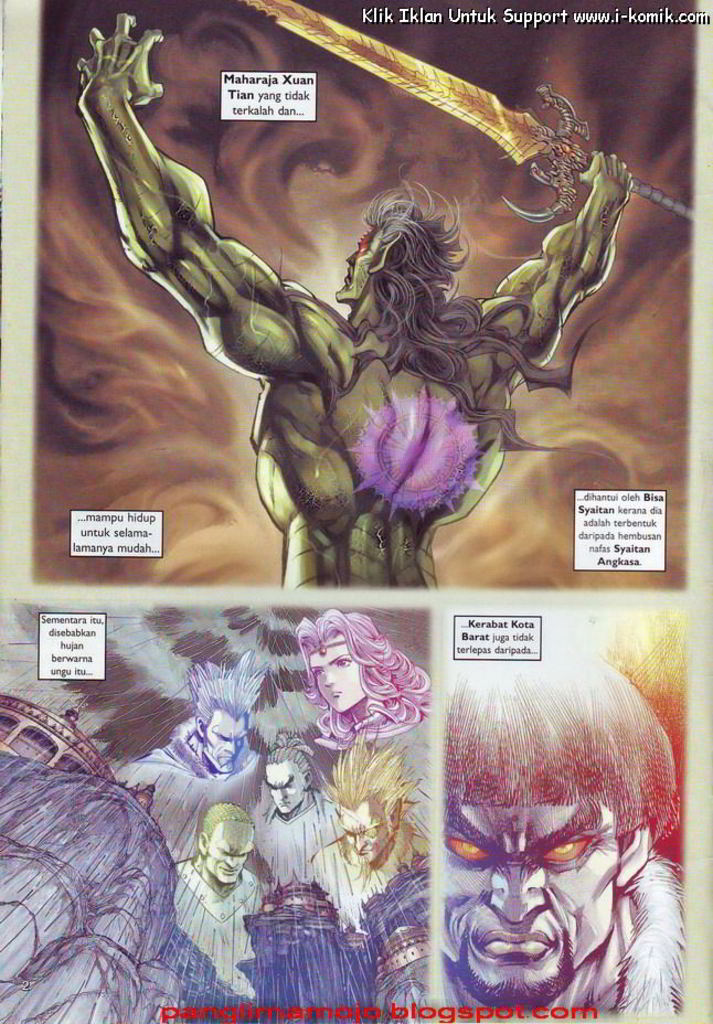 Klik Iklan Untuk Support www.i-komik.com
Maharaja Xuan
Tian yang tidak
terkalah dan...
...mampu hidup
untuk selama-
lamanya mudah...
...dihantui oleh Bisa
Syaitan kerana dia
adalah terbentuk
daripada hembusan
nafas Syaitan
Angkasa.
Sementara itu,
disebabkan
hujan
berwarna
ungu itu...
...Kerabat Kota
Barat juga tidak
terlepas daripada...
2
panglimamojo.blogspot.com